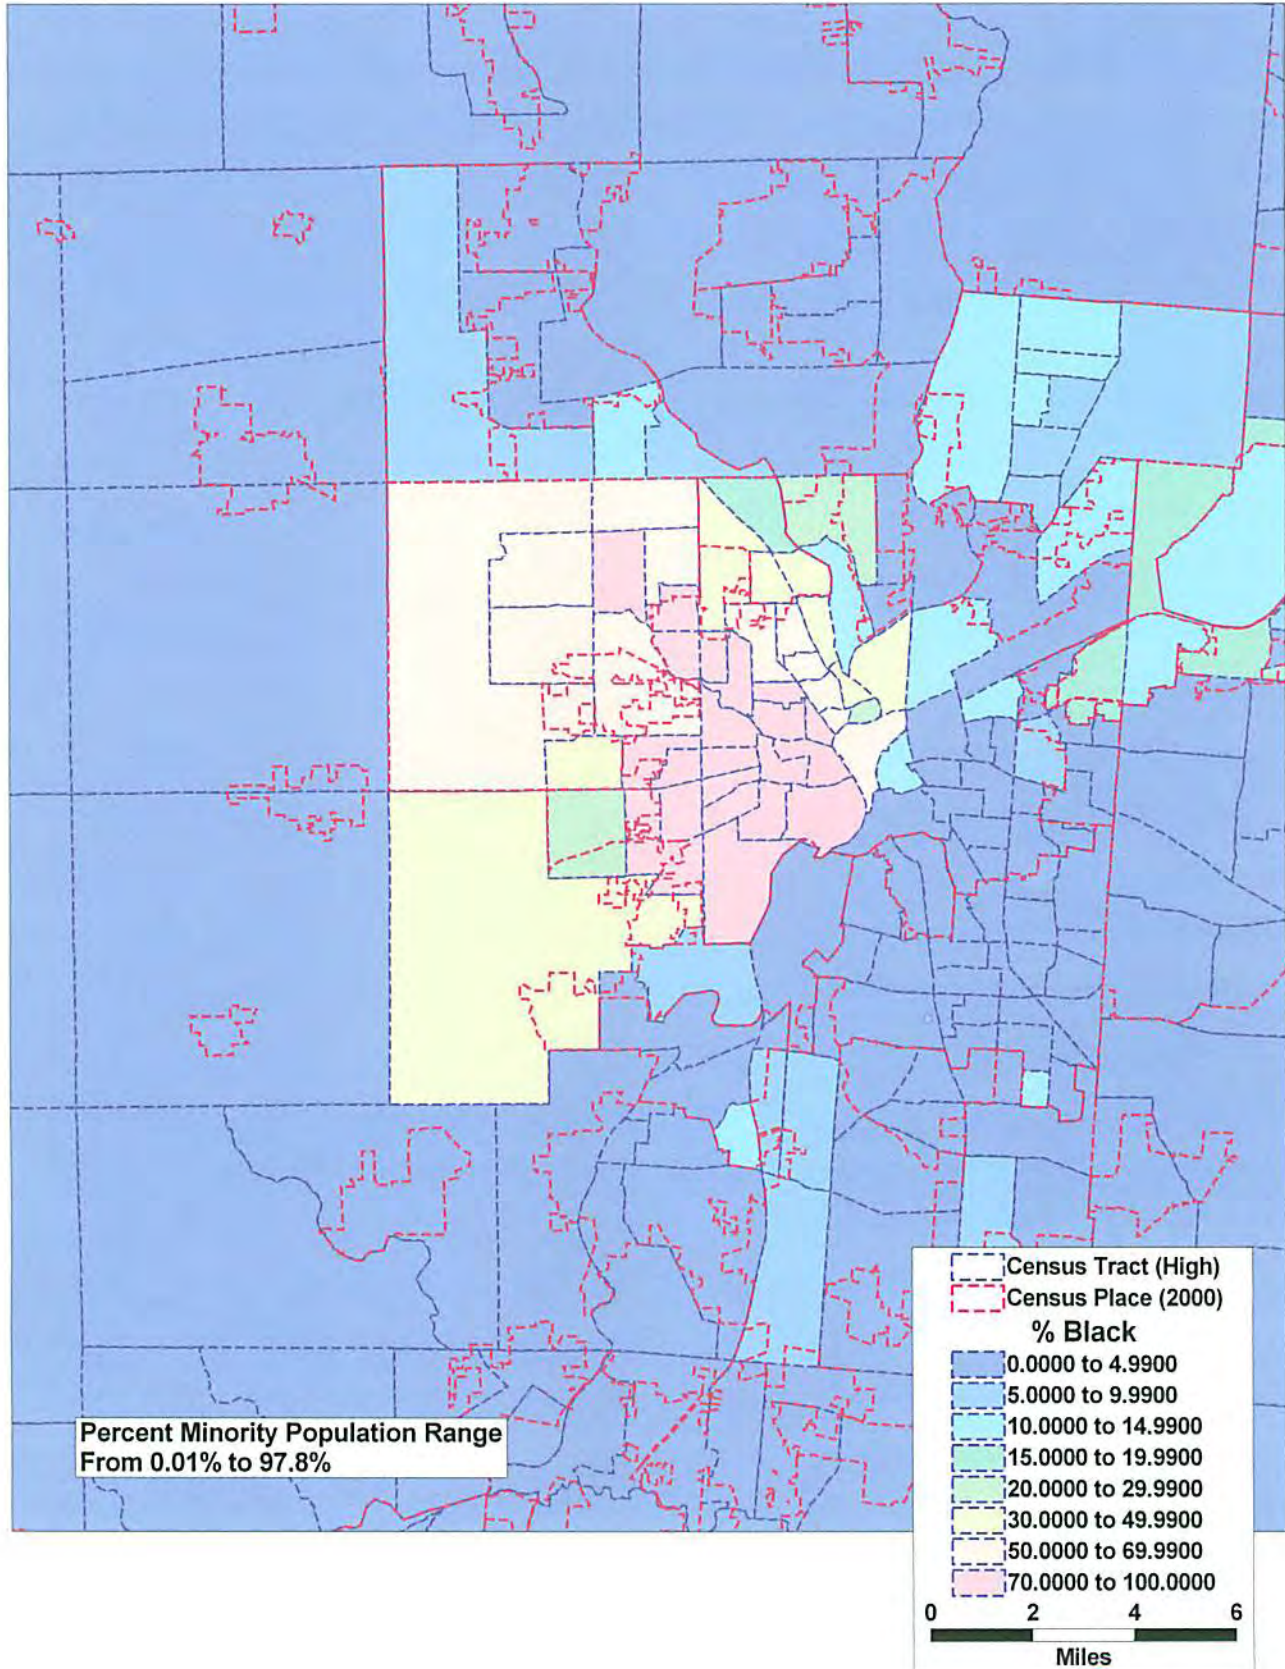 Census Tract (High)
Census Place (2000)
% Black
0.0000 to 4.9900
5.0000 to 9.9900
10.0000 to 14.9900
15.0000 to 19.9900
20.0000 to 29.9900
30.0000 to 49.9900
50.0000 to 69.9900
70.0000 to 100.0000
0 2 4 6
Miles
Percent Minority Population Range
From 0.01% to 97.8%